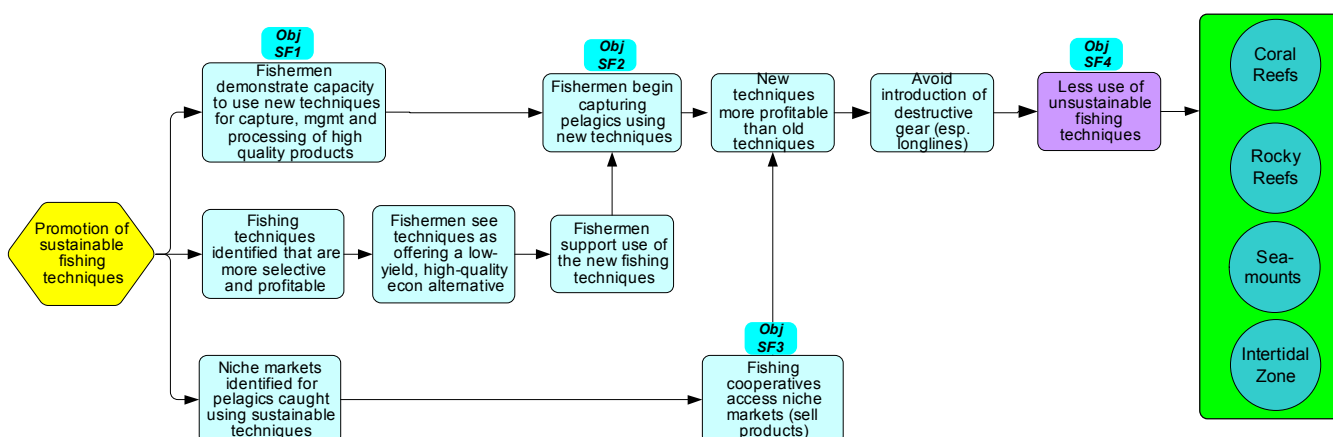 Promotion of
sustainable
fishing
techniques
Obj
SF1
Fishermen
demonstrate capacity
to use new techniques
for capture, mgmt and
processing of high
quality products
Fishing
techniques
identified that are
more selective
and profitable
Fishermen see
techniques as
offering a low-
yield, high-quality
econ alternative
Fishermen
support use of
the new fishing
techniques
Niche markets
identified for
pelagics caught
using sustainable
techniques
Obj
SF2
Fishermen begin
capturing
pelagics using
new techniques
Obj
SF3
Fishing
cooperatives
access niche
markets (sell
products)
New
techniques
more profitable
than old
techniques
Avoid
introduction of
destructive
gear (esp.
longlines)
Obj
SF4
Less use of
unsustainable
fishing
techniques
Coral
Reefs
Rocky
Reefs
Sea-
mounts
Intertidal
Zone